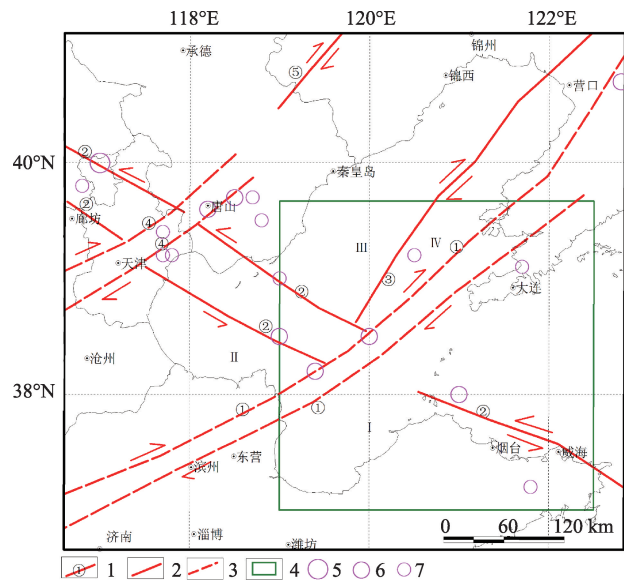 118°E 120° 122°
承德
锦州
⑤
锦西
营口
②
40°N
秦皇岛
②
唐山
廊坊
④
III
IV
①
④
天津
③
②
大连
②
沧州
II
38°N
① ①
②
I
烟台
威海
东营
滨州
0 60 120 km
济南
淄博
潍坊
① 1 2 3 4 5 6 7